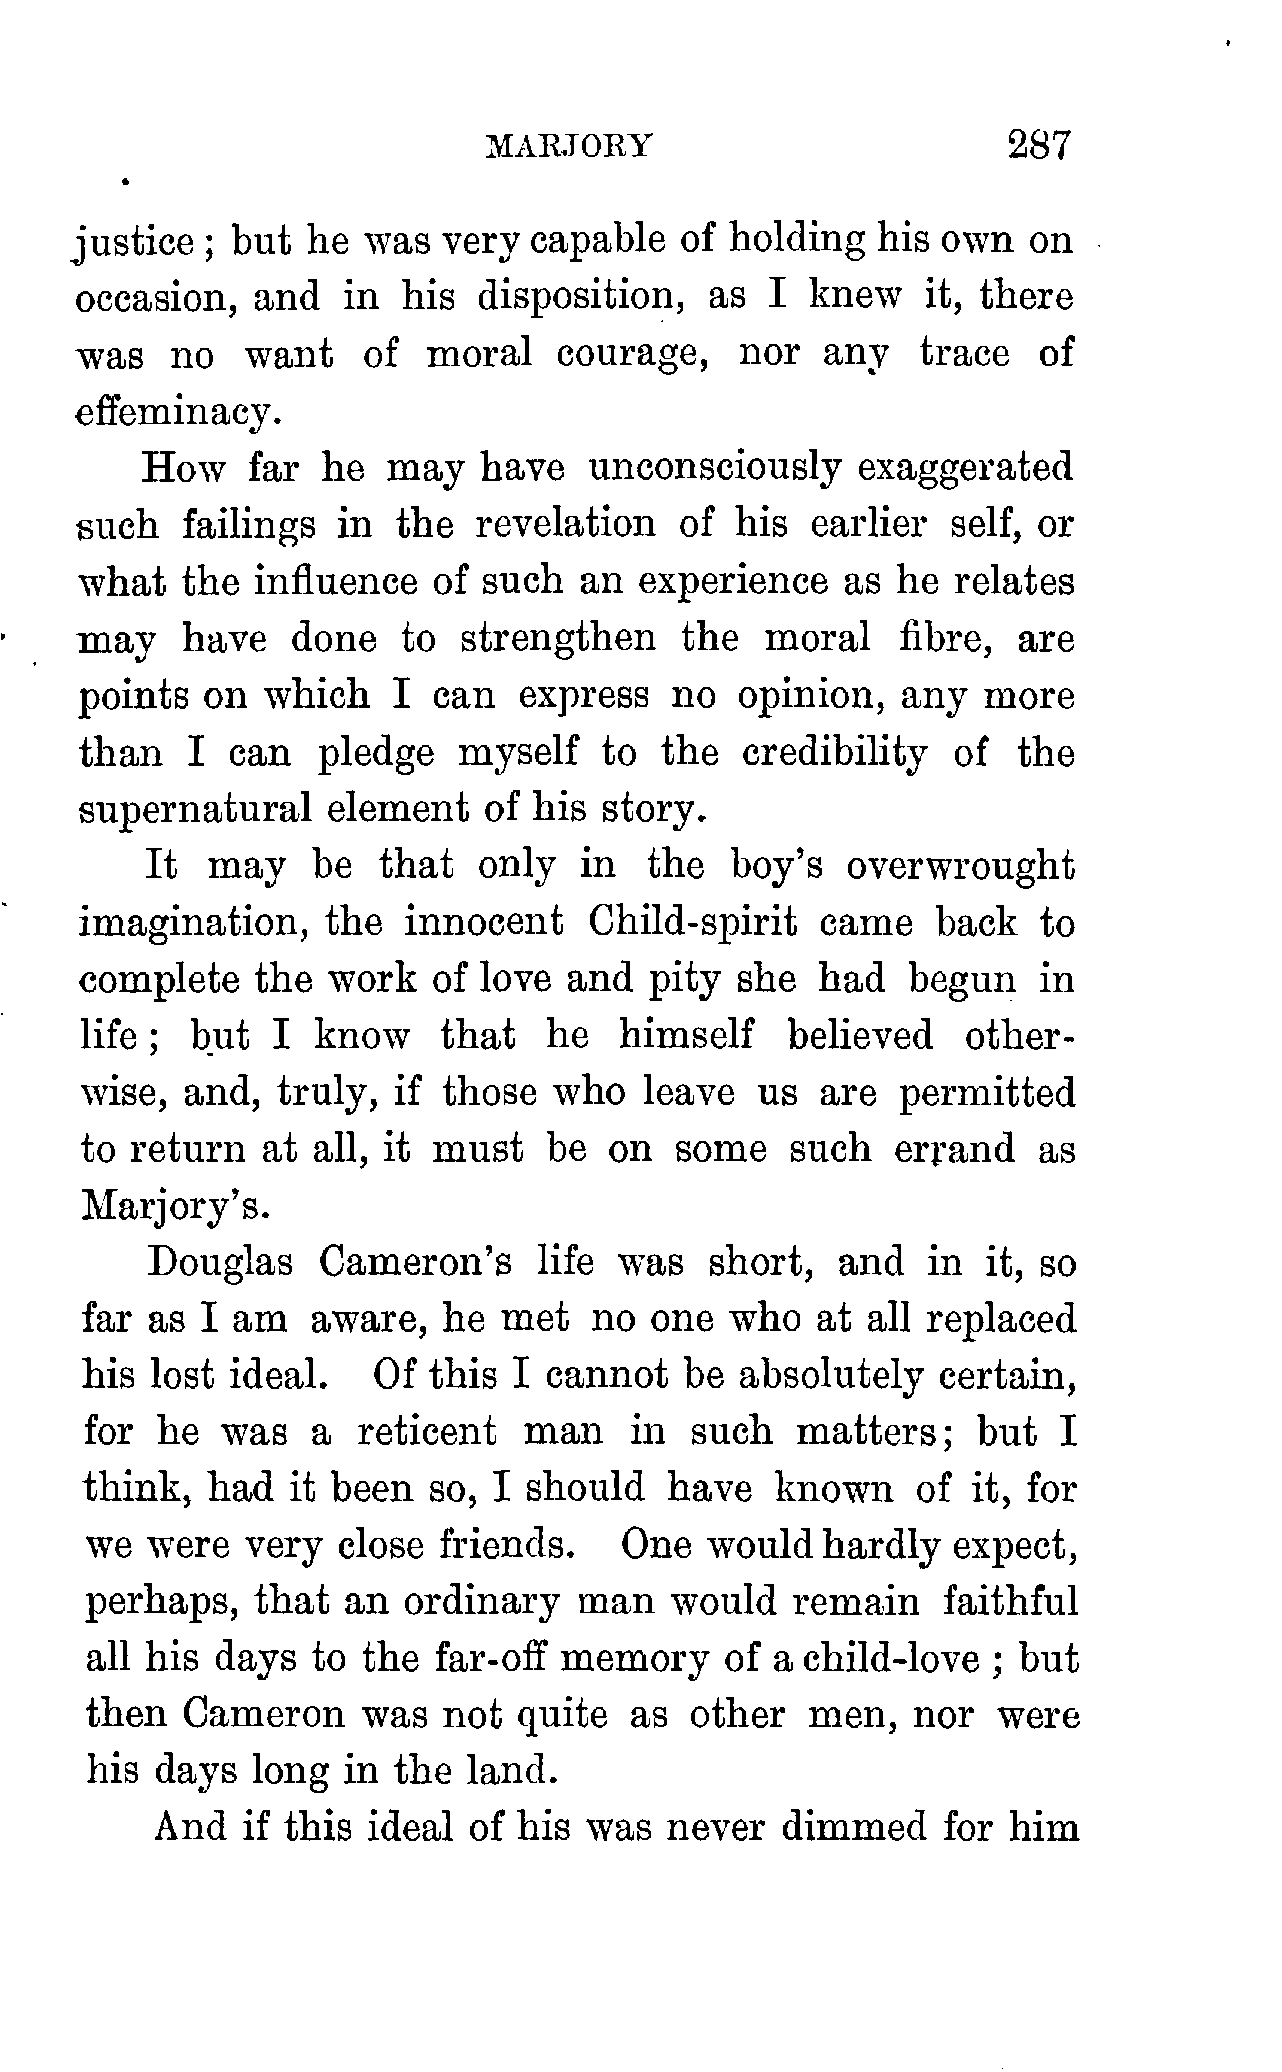 MARJORY 287
justice ; but he was very capable of holding his own on
occasion, and in his disposition, as I knew it, there
was no want of moral courage, nor any trace of
effeminacy.
How far he may have unconsciously exaggerated
such failings in the revelation of his earlier self, or
what the influence of such an experience as he relates
may have done to strengthen the moral fibre, are
points on which I can express no opinion, any more
than I can pledge myself to the credibility of the
supernatural element of his story.
It may be that only in the boy's overwrought
imagination, the innocent Child-spirit came back to
complete the work of love and pity she had begun in
life ; but I know that he himself believed other-
wise, and, truly, if those who leave us are permitted
to return at all, it must be on some such errand as
Marjory's.
Douglas Cameron's life was short, and in it, so
far as I am aware, he met no one who at all replaced
his lost ideal. Of this I cannot be absolutely certain,
for he was a reticent man in such matters; but I
think, had it been so, I should have known of it, for
we were very close friends. One would hardly expect,
perhaps, that an ordinary man would remain faithful
all his days to the far-off memory of a child-love ; but
then Cameron was not quite as other men, nor were
his days long in the land.
And if this ideal of his was never dimmed for him